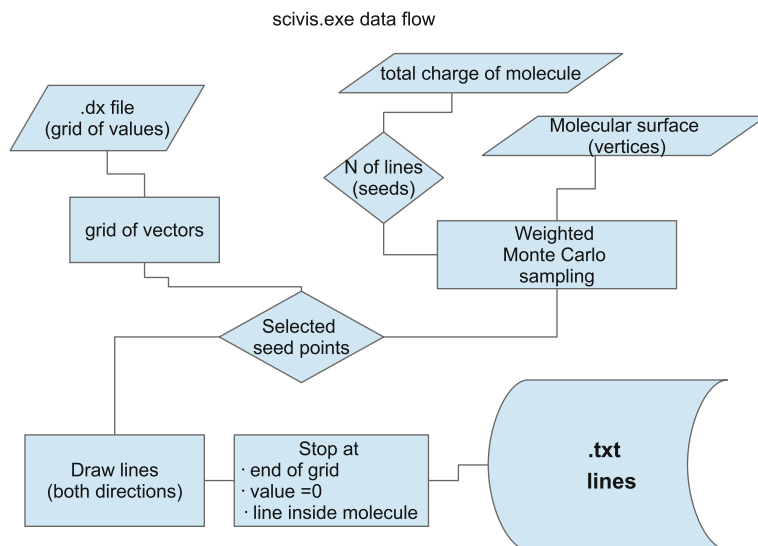 scivis.exe data flow
total charge of molecule
.dx file
(grid of values)
Molecular surface
(vertices)
N of lines
(seeds)
grid of vectors
Weighted
Monte Carlo
sampling
Selected
seed points
Draw lines
(both directions)
Stop at
· end of grid
· value =0
· line inside molecule
.txt
lines